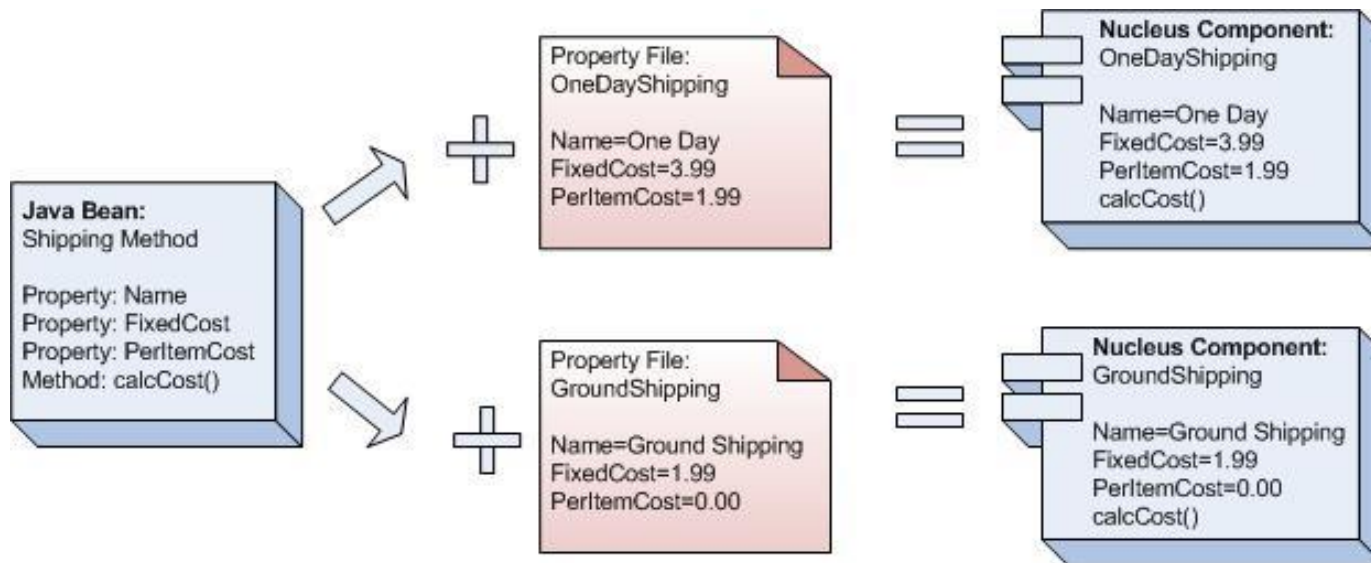 Java Bean:
Shipping Method
Property: Name
Property: FixedCost
Property: PerItemCost
Method: calcCost()
Property File:
OneDayShipping
Name=One Day
FixedCost=3.99
PerItemCost=1.99
Nucleus Component:
OneDayShipping
Name=One Day
FixedCost=3.99
PerItemCost=1.99
calcCost()
Property File:
GroundShipping
Name=Ground Shipping
FixedCost=1.99
PerItemCost=0.00
Nucleus Component:
GroundShipping
Name=Ground Shipping
FixedCost=1.99
PerItemCost=0.00
calcCost()